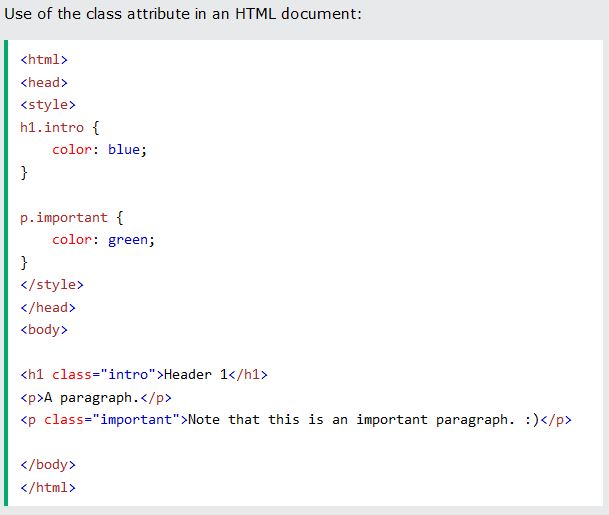 Use of the class attribute in an HTML document:
<html>
<head>
<style>
h1.intro {
    color: blue;
}

p.important {
    color: green;
}
</style>
</head>
<body>

<h1 class="intro">Header 1</h1>
<p>A paragraph.</p>
<p class="important">Note that this is an important paragraph. :)</p>

</body>
</html>